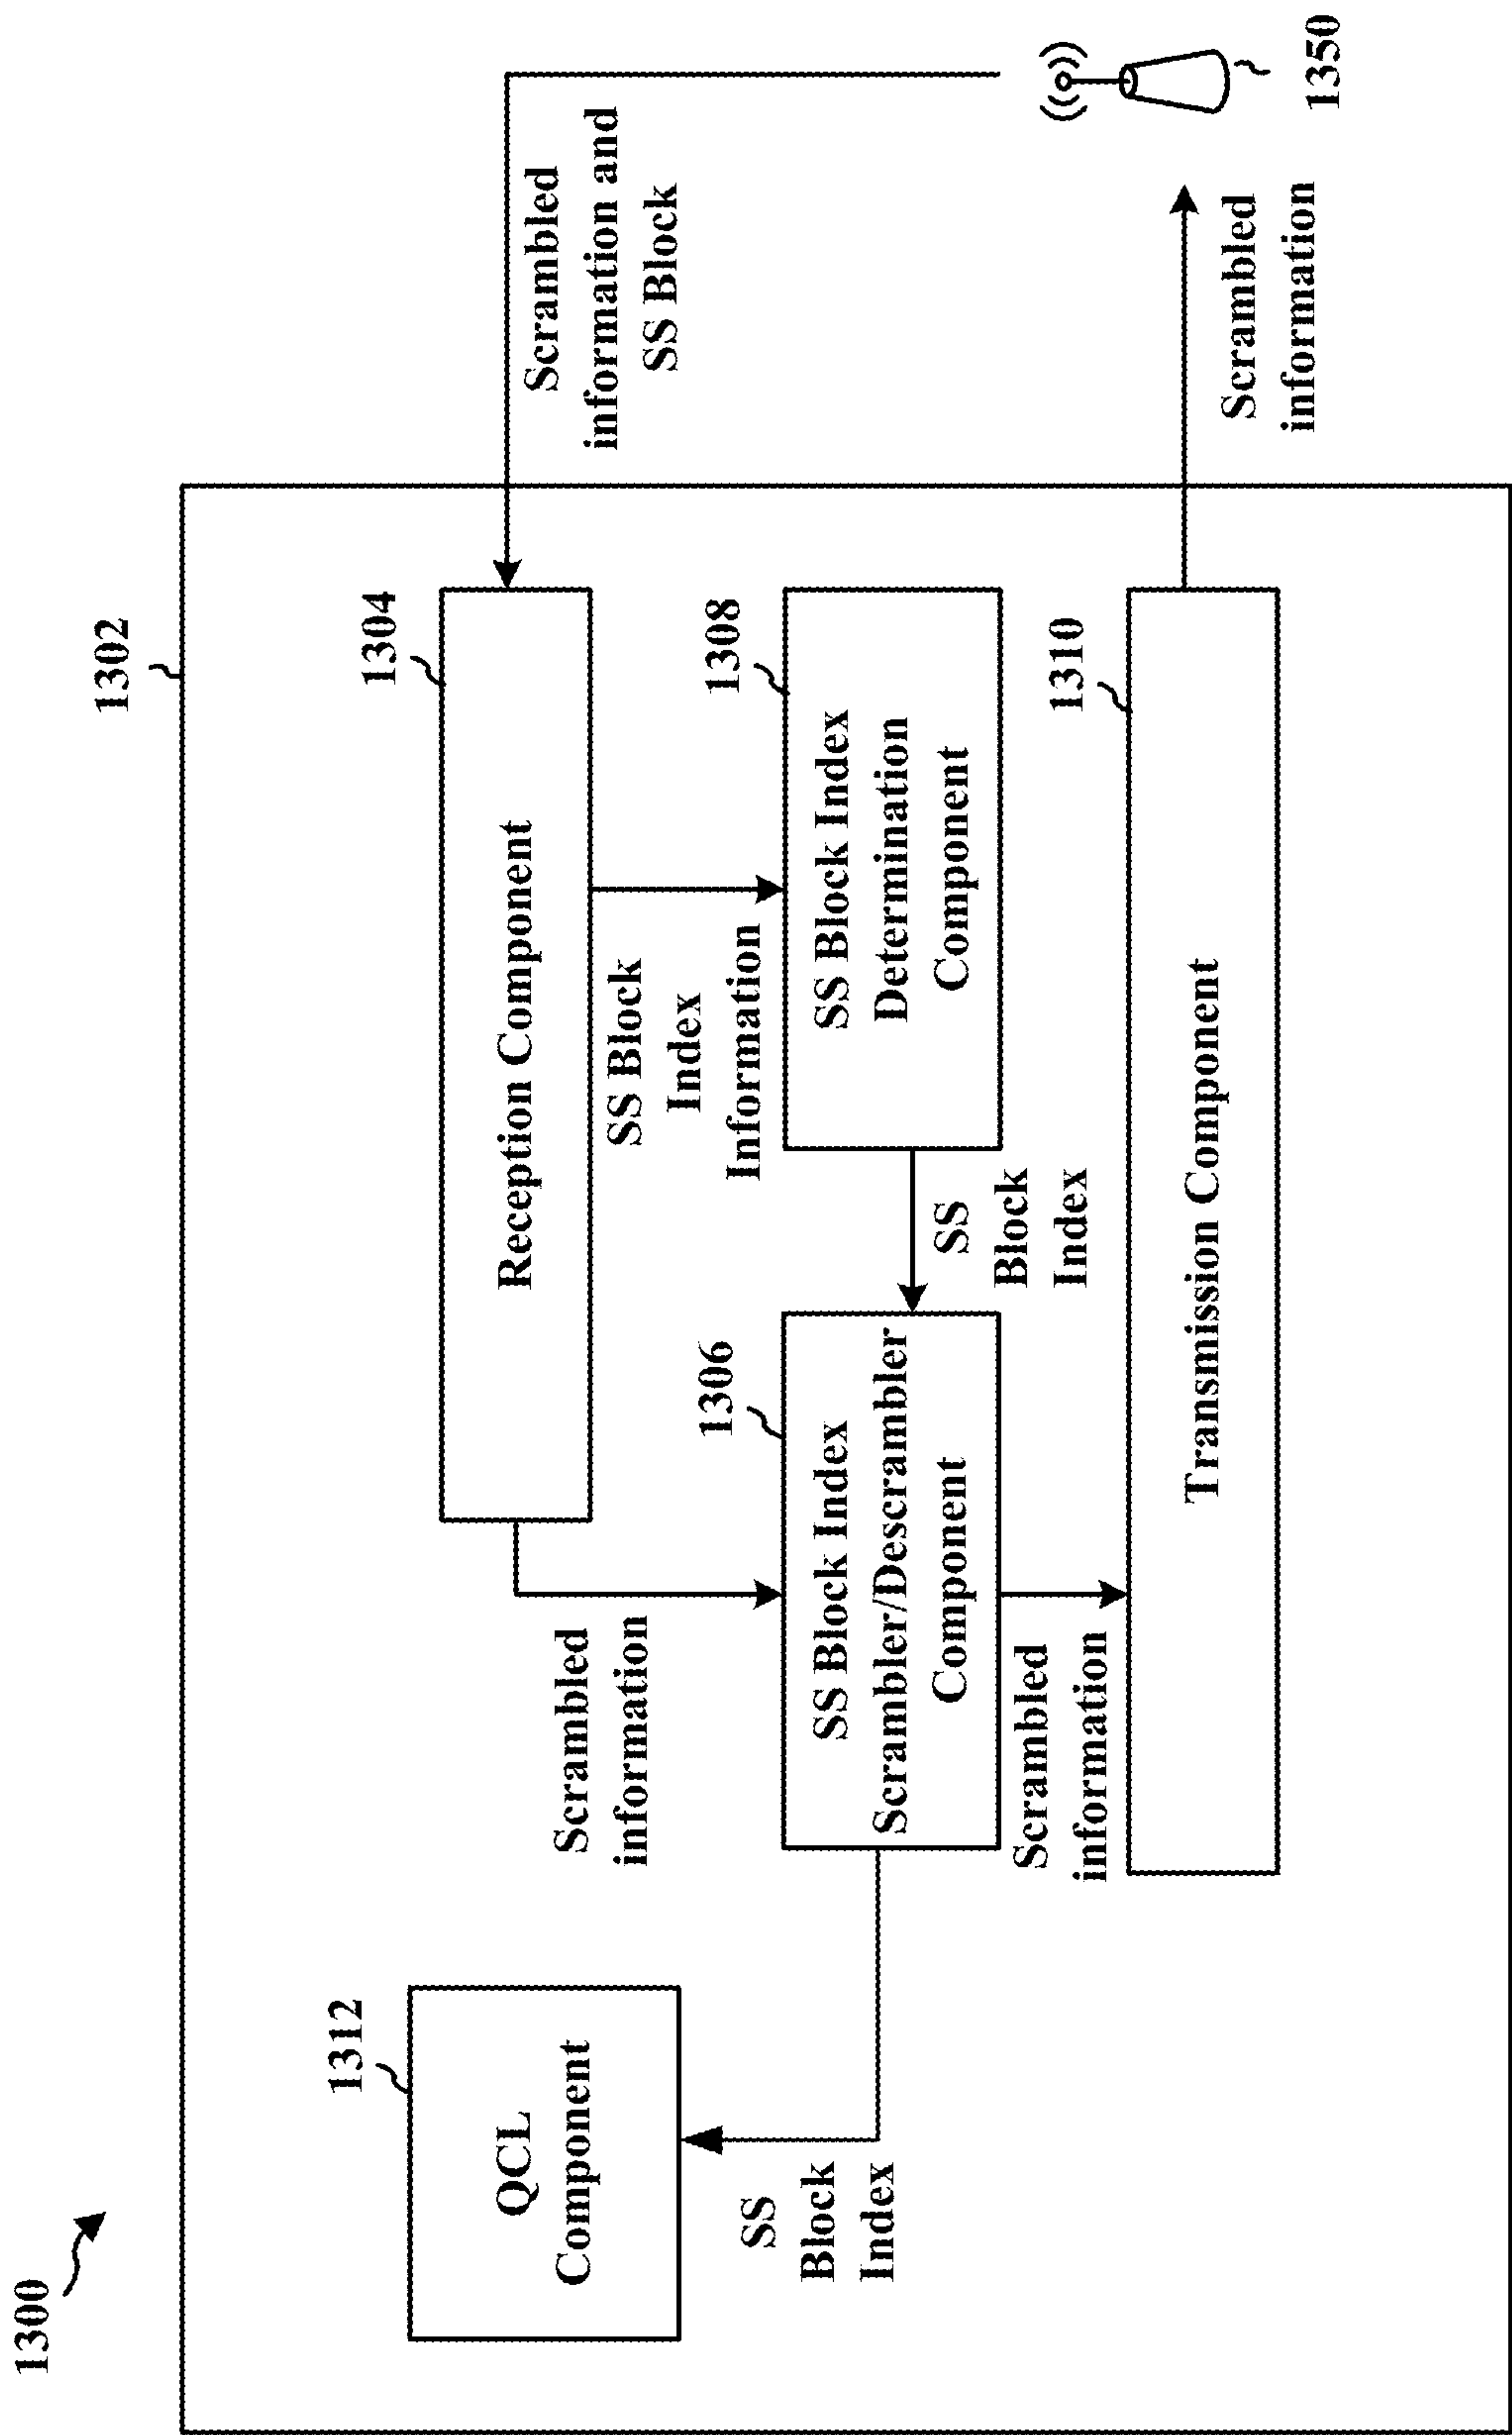 1300
1302
QCL
Component
1312
SS
Block
Index
Reception Component
1304
Scrambled
information and
SS Block
Scrambled
information
SS Block
Index
Information
SS Block Index
Scrambler/Descrambler
Component
1306
SS
Block
Index
SS Block Index
Determination
Component
1308
Scrambled
information
Transmission Component
1310
Scrambled
information
1350